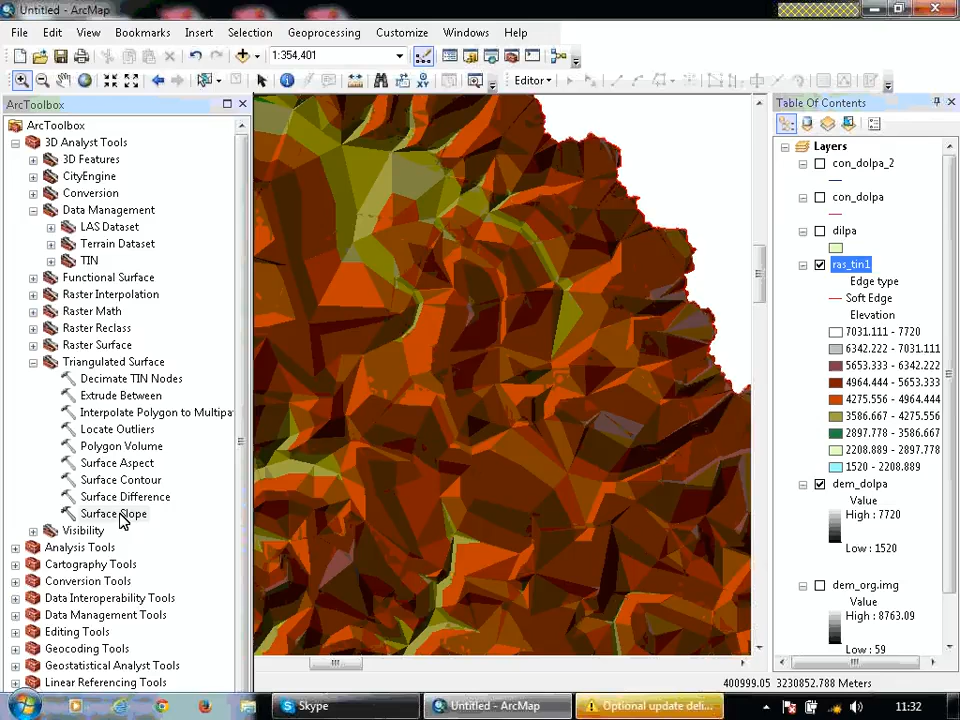 Untitled - ArcMap
File Edit View Bookmarks Insert Selection Geoprocessing Customize Windows Help
1:354,401
Editor
ArcToolbox
ArcToolbox
3D Analyst Tools
3D Features
CityEngine
Conversion
Data Management
LAS Dataset
Terrain Dataset
TIN
Functional Surface
Raster Interpolation
Raster Math
Raster Reclass
Raster Surface
Triangulated Surface
Decimate TIN Nodes
Extrude Between
Interpolate Polygon to Multipa
Locate Outliers
Polygon Volume
Surface Aspect
Surface Contour
Surface Difference
Surface Slope
Visibility
Analysis Tools
Cartography Tools
Conversion Tools
Data Interoperability Tools
Data Management Tools
Editing Tools
Geocoding Tools
Geostatistical Analyst Tools
Linear Referencing Tools
Table Of Contents
Layers
con_dolpa_2
con_dolpa
dilpa
ras_tin1
Edge type
Soft Edge
Elevation
7031.111 - 7720
6342.222 - 7031.111
5653.333 - 6342.222
4964.444 - 5653.333
4275.556 - 4964.444
3586.667 - 4275.556
2897.778 - 3586.667
2208.889 - 2897.778
1520 - 2208.889
dem_dolpa
Value
High : 7720
Low : 1520
dem_org.img
Value
High : 8763.09
Low : 59
400999.05 3230852.788 Meters
Skype
Untitled - ArcMap
Optional update deli...
11:32